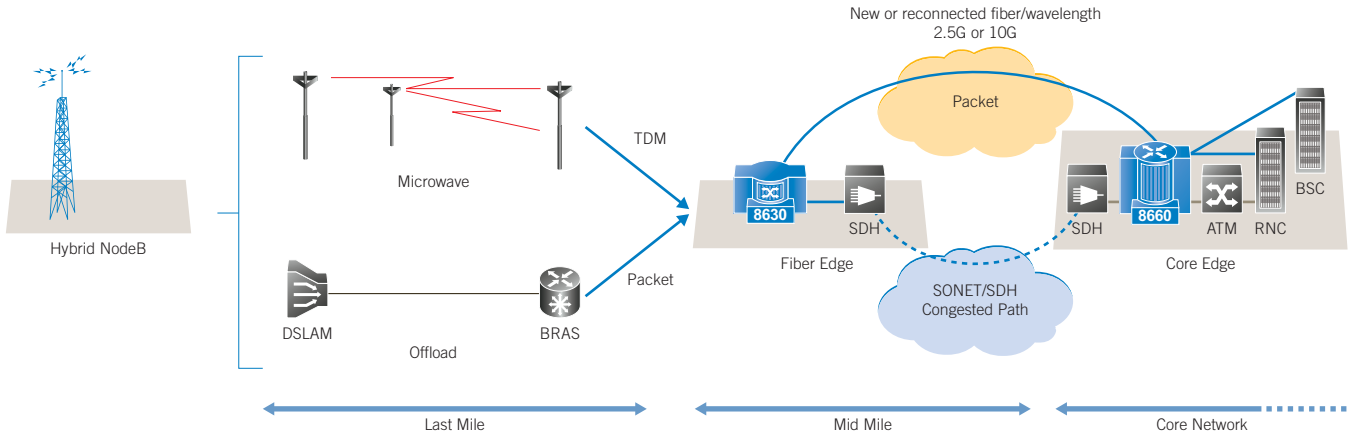 New or reconnected fiber/wavelength
2.5G or 10G
Packet
TDM
Microwave
Hybrid NodeB
8630
SDH
Fiber Edge
SDH
8660
ATM
RNC
BSC
Core Edge
SONET/SDH
Congested Path
Packet
DSLAM
BRAS
Offload
Last Mile
Mid Mile
Core Network